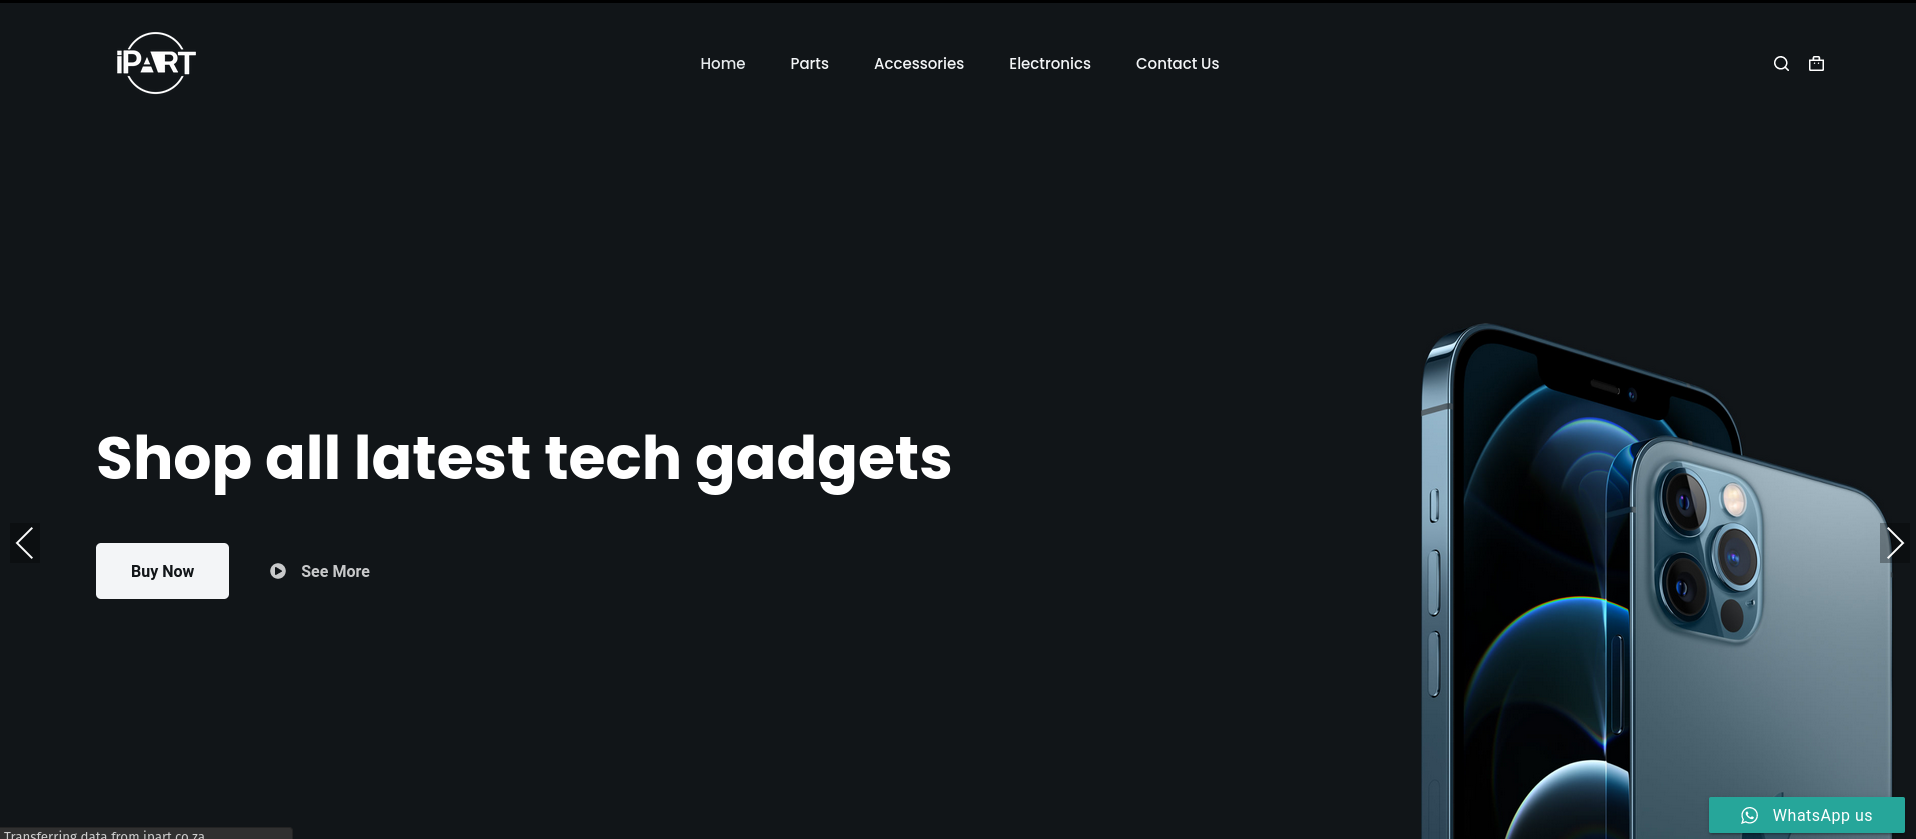 iPART
Home
Parts
Accessories
Electronics
Contact Us
Shop all latest tech gadgets
Buy Now
See More
WhatsApp us
Transferring data from ipart.co.za